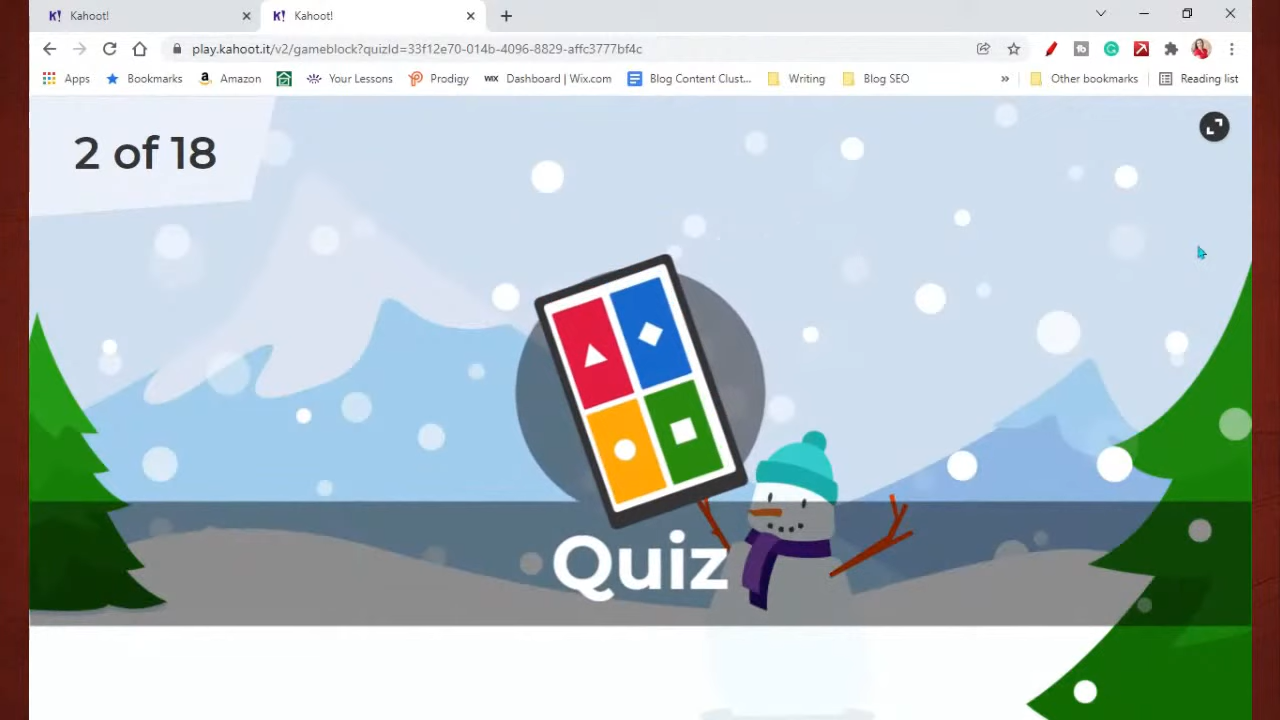 Kahoot!
Kahoot!
play.kahoot.it/v2/gameblock?quizId=33f12e70-014b-4096-8829-affc3777bf4c
Apps Bookmarks Amazon Your Lessons Prodigy WIX Dashboard | Wix.com Blog Content Clust... Writing Blog SEO » Other bookmarks Reading list
2 of 18
Quiz